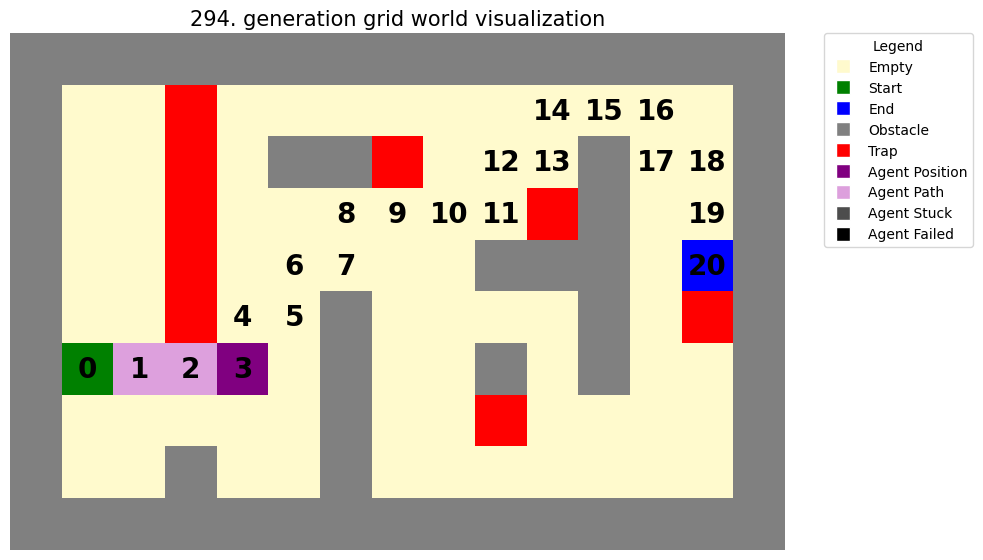 294. generation grid world visualization
Legend
Empty
Start
End
Obstacle
Trap
Agent Position
Agent Path
Agent Stuck
Agent Failed
14 15 16
12 13 17 18
8 9 10 11 19
6 7 20
4 5
0 1 2 3